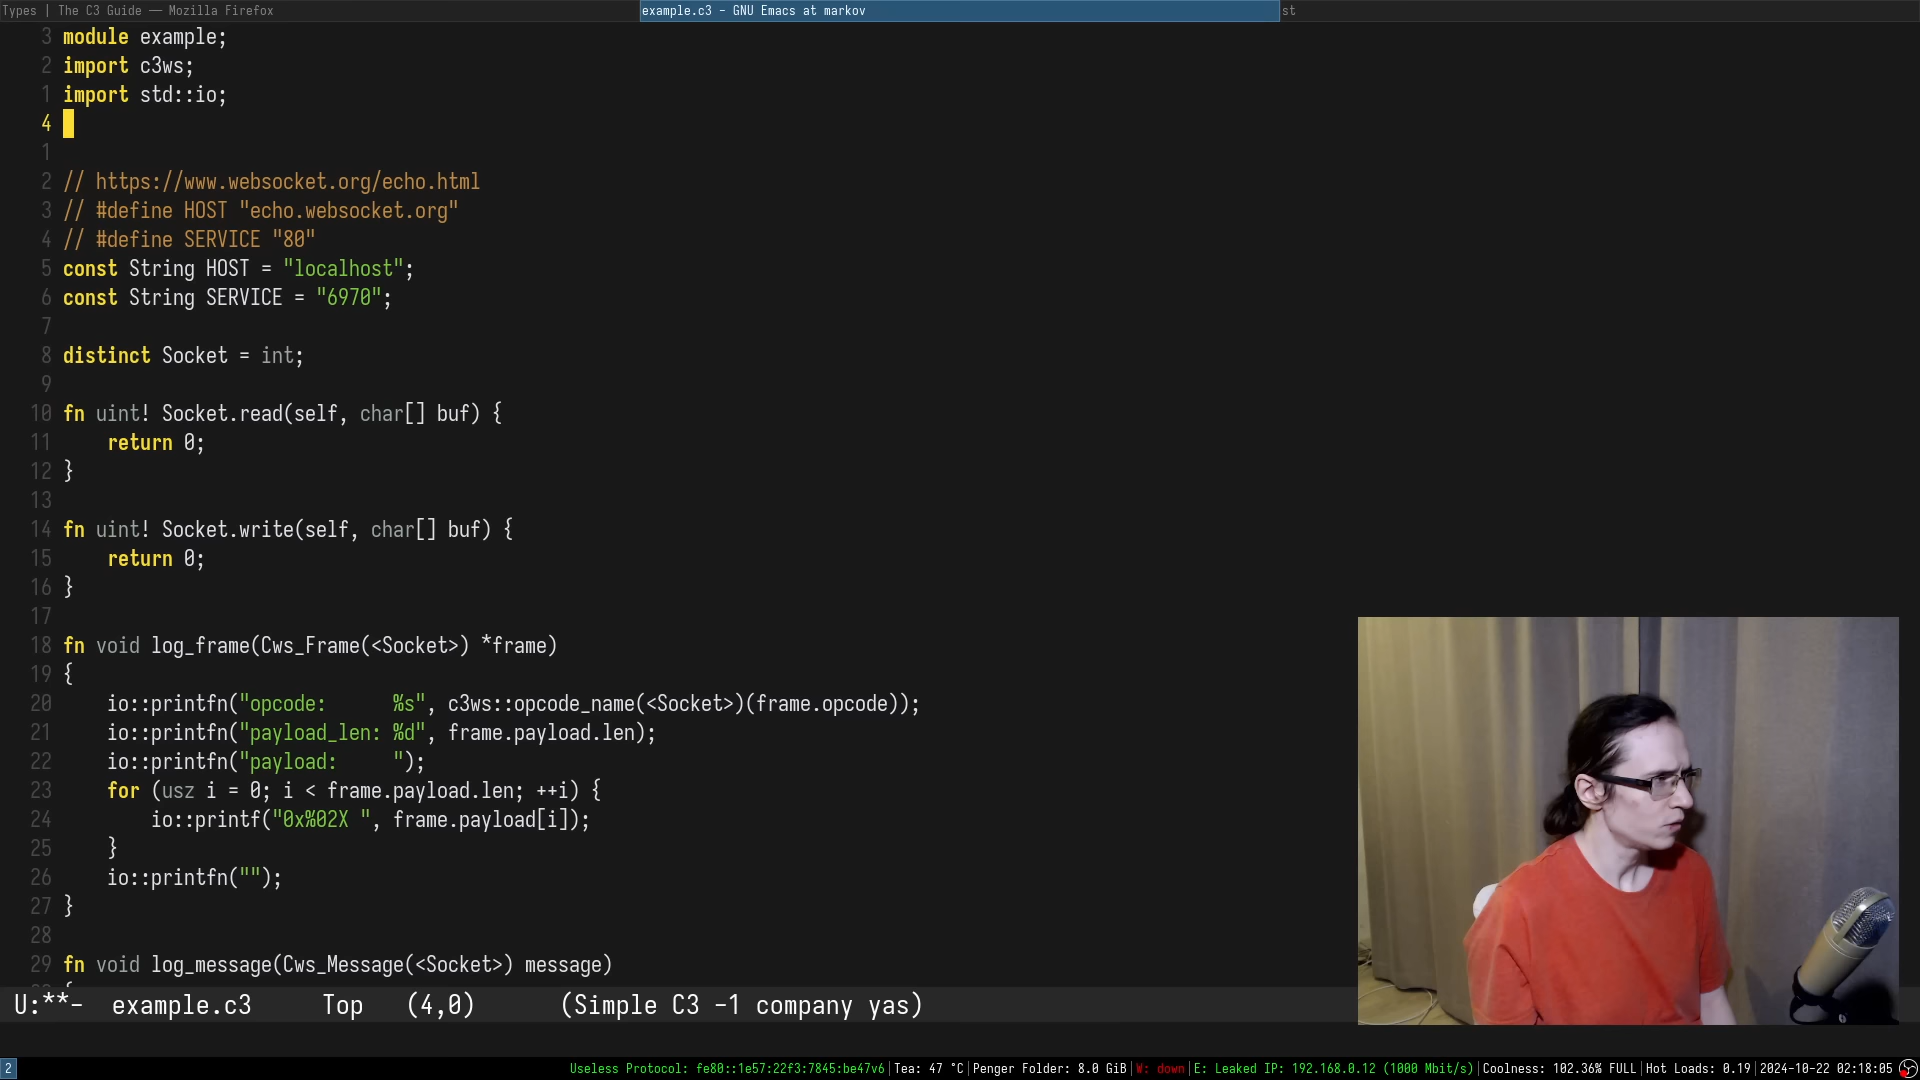 Types | The C3 Guide —— Mozilla Firefox
example.c3 - GNU Emacs at markov
st
3 module example;
2 import c3ws;
1 import std::io;
4
1
2 // https://www.websocket.org/echo.html
3 // #define HOST "echo.websocket.org"
4 // #define SERVICE "80"
5 const String HOST = "localhost";
6 const String SERVICE = "6970";
7
8 distinct Socket = int;
9
10 fn uint! Socket.read(self, char[] buf) {
11     return 0;
12 }
13
14 fn uint! Socket.write(self, char[] buf) {
15     return 0;
16 }
17
18 fn void log_frame(Cws_Frame(<Socket>) *frame)
19 {
20     io::printfn("opcode:      %s", c3ws::opcode_name(<Socket>)(frame.opcode));
21     io::printfn("payload_len: %d", frame.payload.len);
22     io::printfn("payload:     ");
23     for (usz i = 0; i < frame.payload.len; ++i) {
24         io::printf("0x%02X ", frame.payload[i]);
25     }
26     io::printfn("");
27 }
28
29 fn void log_message(Cws_Message(<Socket>) message)
U:**-  example.c3      Top   (4,0)      (Simple C3 -1 company yas)
2
Useless Protocol: fe80::1e57:22f3:7845:be47v6|Tea: 47 °C|Penger Folder: 8.0 GiB|W: down|E: Leaked IP: 192.168.0.12 (1000 Mbit/s)|Coolness: 102.36% FULL|Hot Loads: 0.19|2024-10-22 02:18:05